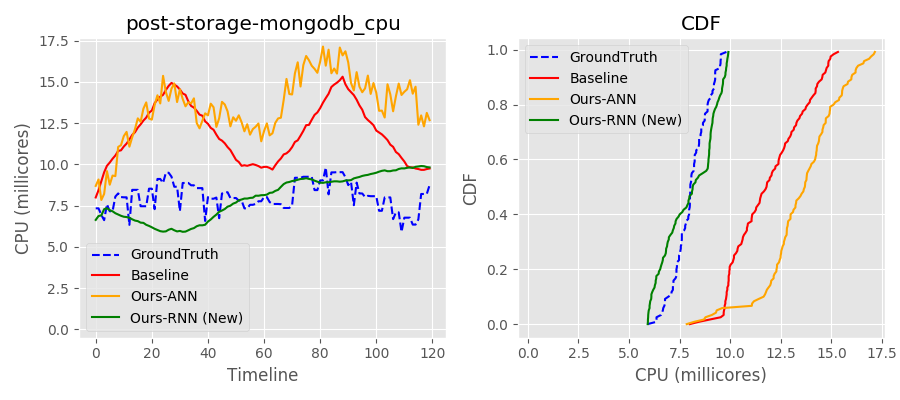 post-storage-mongodb_cpu
CPU (millicores)
17.5
15.0
12.5
10.0
7.5
5.0
2.5
0.0
GroundTruth
Baseline
Ours-ANN
Ours-RNN (New)
0 20 40 60 80 100 120
Timeline
CDF
CDF
1.0
0.8
0.6
0.4
0.2
0.0
GroundTruth
Baseline
Ours-ANN
Ours-RNN (New)
0.0 2.5 5.0 7.5 10.0 12.5 15.0 17.5
CPU (millicores)